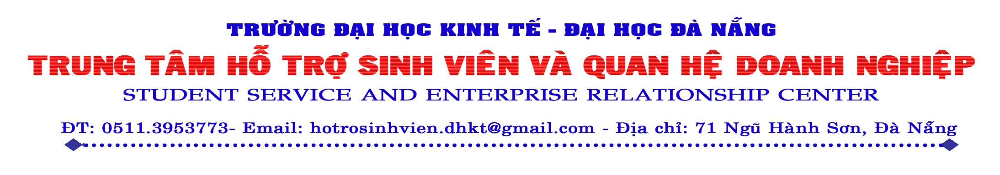 TRƯỜNG ĐẠI HỌC KINH TẾ - ĐẠI HỌC ĐÀ NẴNG
TRUNG TÂM HỖ TRỢ SINH VIÊN VÀ QUAN HỆ DOANH NGHIỆP
STUDENT SERVICE AND ENTERPRISE RELATIONSHIP CENTER
ĐT: 0511.3953773- Email: hotrosinhvien.dhkt@gmail.com - Địa chỉ: 71 Ngũ Hành Sơn, Đà Nẵng